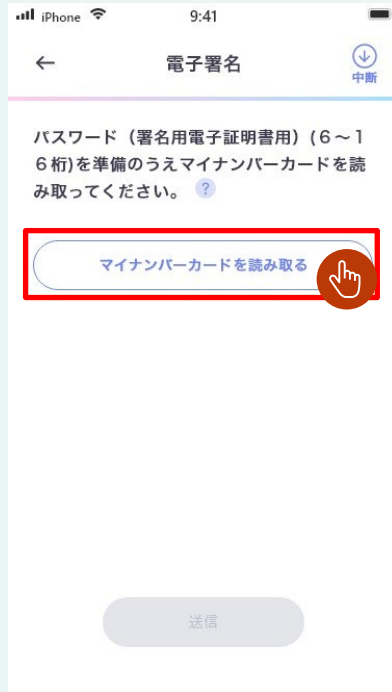 iPhone 9:41
電子署名
中断
パスワード（署名用電子証明書用）(６～１
６桁)を準備のうえマイナンバーカードを読
み取ってください。 ?
マイナンバーカードを読み取る
送信